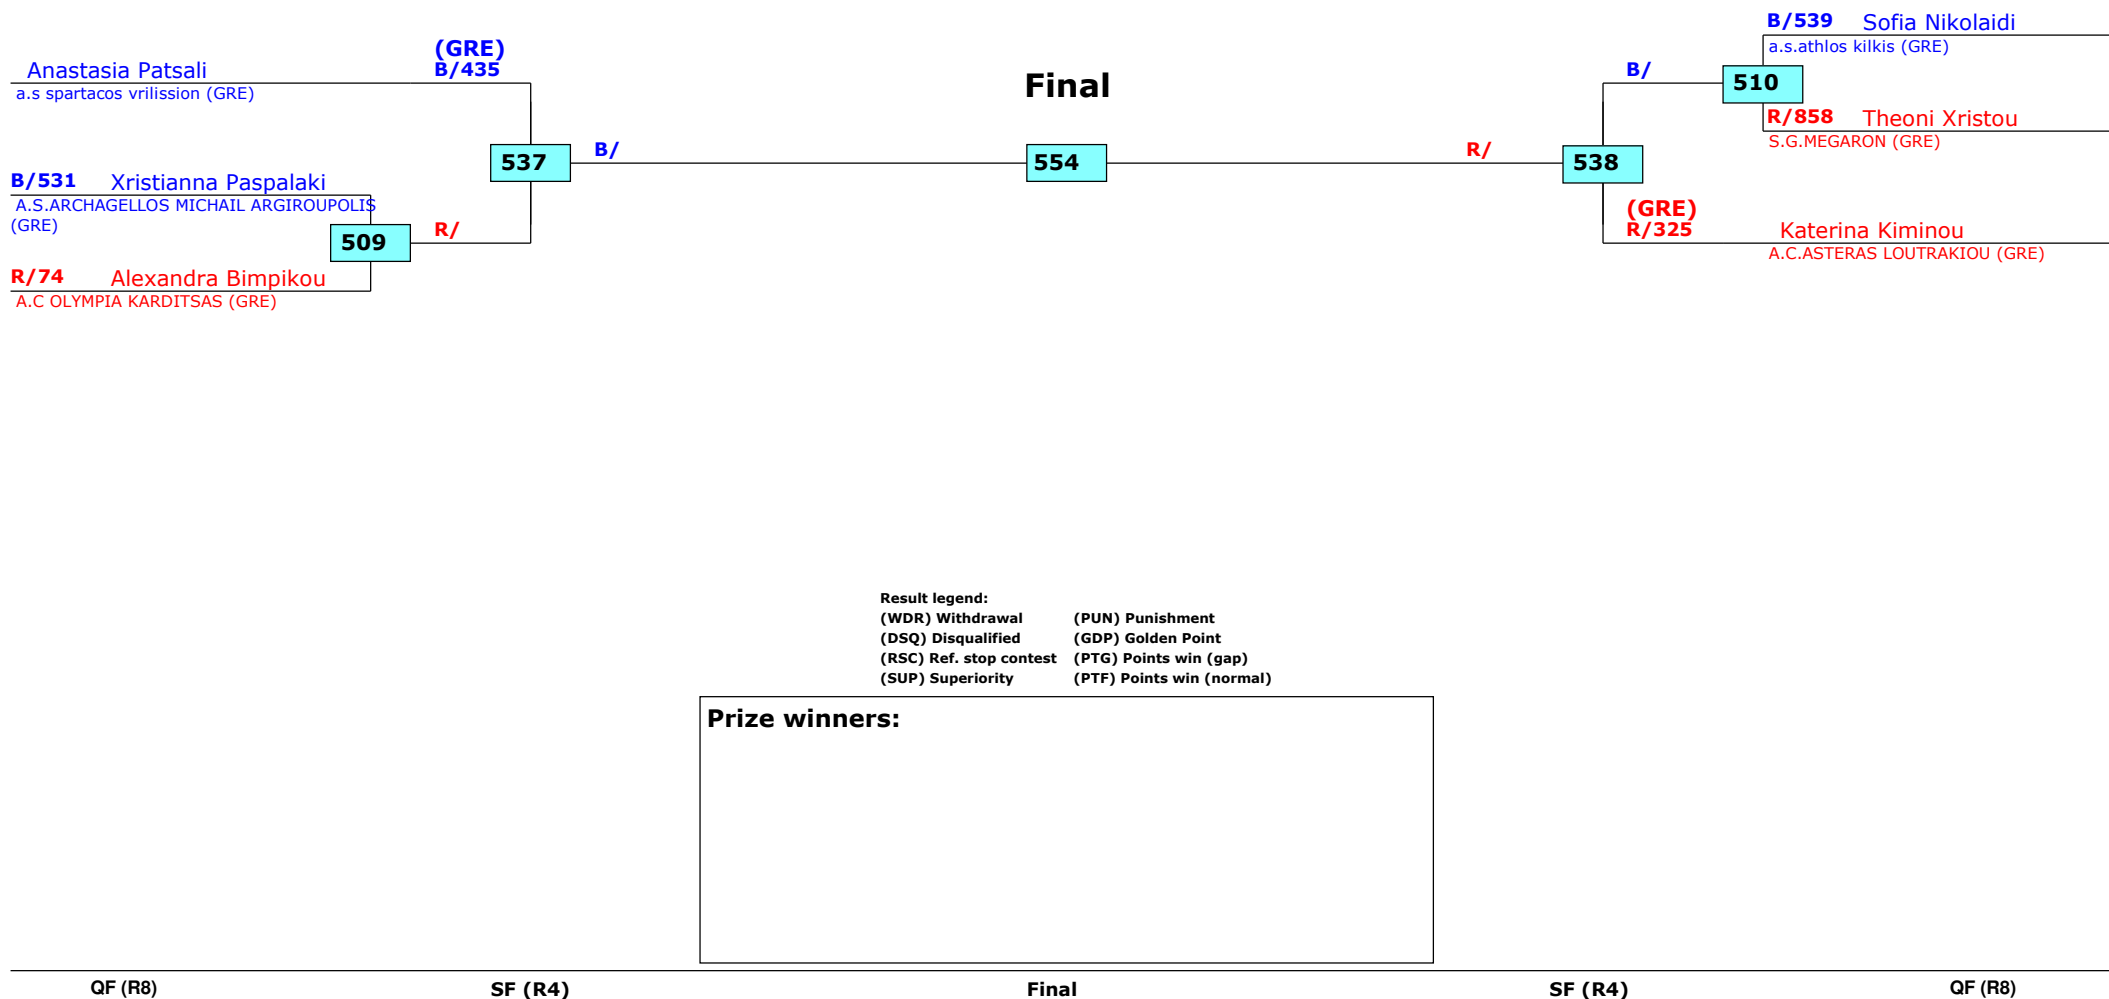 B/539 Sofia Nikolaidi
a.s.athlos kilkis (GRE)
(GRE)
Anastasia Patsali B/435
a.s spartacos vrilission (GRE)
Final
B/
510
R/858 Theoni Xristou
S.G.MEGARON (GRE)
537
B/
554
R/
538
B/531 Xristianna Paspalaki
A.S.ARCHAGELLOS MICHAIL ARGIROUPOLIS
(GRE)
509
R/
(GRE)
R/325 Katerina Kiminou
A.C.ASTERAS LOUTRAKIOU (GRE)
R/74 Alexandra Bimpikou
A.C OLYMPIA KARDITSAS (GRE)
Result legend:
(WDR) Withdrawal (PUN) Punishment
(DSQ) Disqualified (GDP) Golden Point
(RSC) Ref. stop contest (PTG) Points win (gap)
(SUP) Superiority (PTF) Points win (normal)
Prize winners:
QF (R8) SF (R4) Final SF (R4) QF (R8)